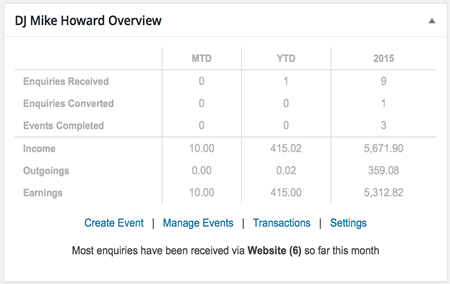 DJ Mike Howard Overview
MTD YTD 2015
Enquiries Received 0 1 9
Enquiries Converted 0 0 1
Events Completed 0 0 3
Income 10.00 415.02 5,671.90
Outgoings 0.00 0.02 359.08
Earnings 10.00 415.00 5,312.82
Create Event | Manage Events | Transactions | Settings
Most enquiries have been received via Website (6) so far this month